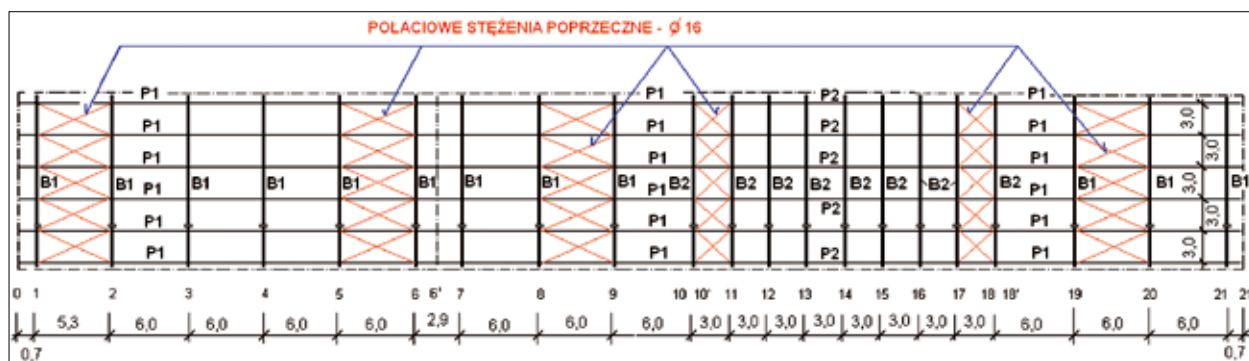 POŁACIOWE STĘŻENIA POPRZECZNE - Ø 16
P1 P1 P2 P1
P1 P1 P2 P1 3,0
P1 P1 P2 P1 3,0
B1 B1 B1 B1 B1 B1 B1 B1 B1 B2 B2 B2 B2 B2 B2 B2 B2 B1 B1 B1 3,0
P1 P1 P1
P2
P1 P1 P1 3,0
P1 P1 P2 P1 3,0
0 1 2 3 4 5 6 6' 7 8 9 10 10' 11 12 13 14 15 16 17 18 18' 19 20 21 21'
5,3 6,0 6,0 6,0 6,0 2,9 6,0 6,0 6,0 3,0 3,0 3,0 3,0 3,0 3,0 3,0 3,0 6,0 6,0 6,0
0,7 0,7